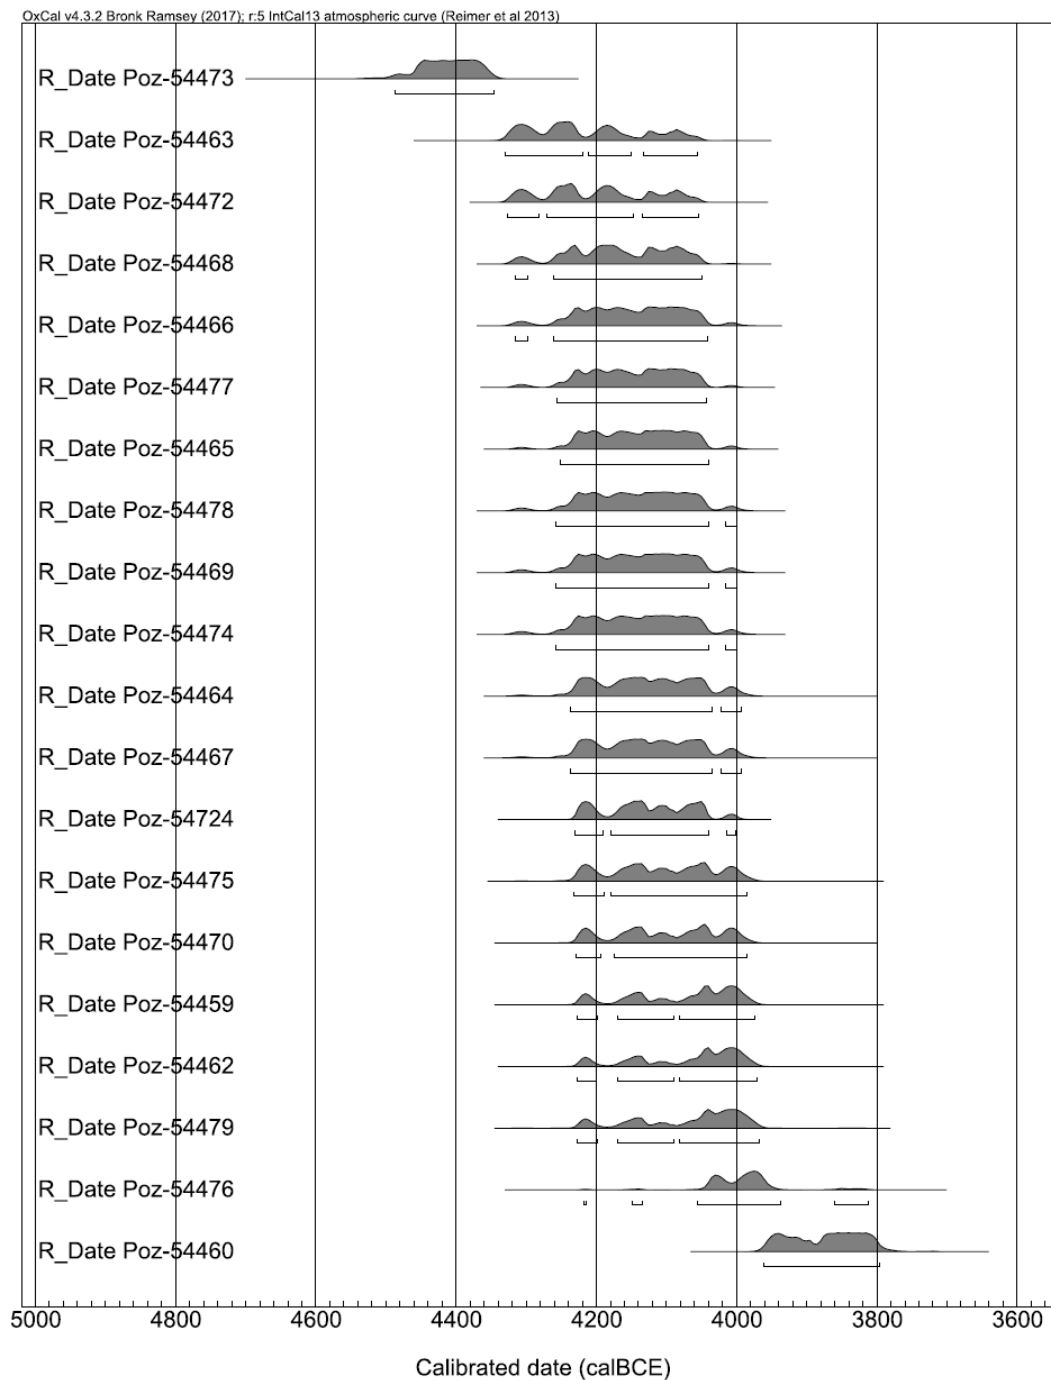 OxCal v4.3.2 Bronk Ramsey (2017); r:5 IntCal13 atmospheric curve (Reimer et al 2013)
R_Date Poz-54473
R_Date Poz-54463
R_Date Poz-54472
R_Date Poz-54468
R_Date Poz-54466
R_Date Poz-54477
R_Date Poz-54465
R_Date Poz-54478
R_Date Poz-54469
R_Date Poz-54474
R_Date Poz-54464
R_Date Poz-54467
R_Date Poz-54724
R_Date Poz-54475
R_Date Poz-54470
R_Date Poz-54459
R_Date Poz-54462
R_Date Poz-54479
R_Date Poz-54476
R_Date Poz-54460
5000 4800 4600 4400 4200 4000 3800 3600
Calibrated date (calBCE)